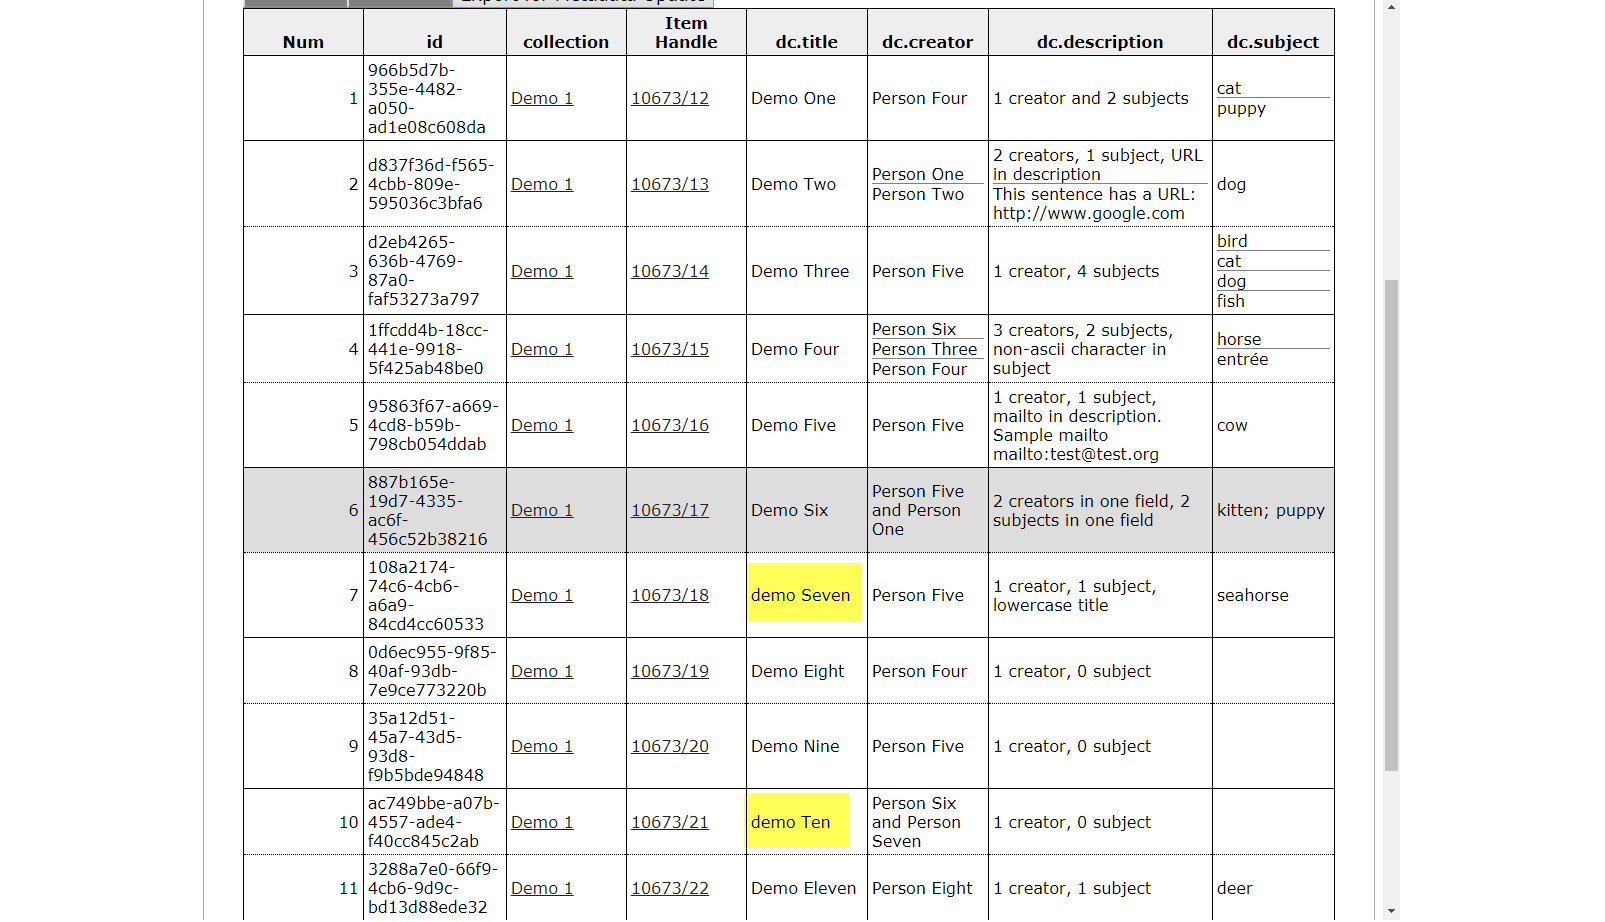 Export for Metadata Update
Num id collection Item Handle dc.title dc.creator dc.description dc.subject
1 966b5d7b-355e-4482-a050-ad1e08c608da Demo 1 10673/12 Demo One Person Four 1 creator and 2 subjects cat puppy
2 d837f36d-f565-4cbb-809e-595036c3bfa6 Demo 1 10673/13 Demo Two Person One Person Two 2 creators, 1 subject, URL in description This sentence has a URL: http://www.google.com dog
3 d2eb4265-636b-4769-87a0-faf53273a797 Demo 1 10673/14 Demo Three Person Five 1 creator, 4 subjects bird cat dog fish
4 1ffcdd4b-18cc-441e-9918-5f425ab48be0 Demo 1 10673/15 Demo Four Person Six Person Three Person Four 3 creators, 2 subjects, non-ascii character in subject horse entrée
5 95863f67-a669-4cd8-b59b-798cb054ddab Demo 1 10673/16 Demo Five Person Five 1 creator, 1 subject, mailto in description. Sample mailto mailto:test@test.org cow
6 887b165e-19d7-4335-ac6f-456c52b38216 Demo 1 10673/17 Demo Six Person Five and Person One 2 creators in one field, 2 subjects in one field kitten; puppy
7 108a2174-74c6-4cb6-a6a9-84cd4cc60533 Demo 1 10673/18 demo Seven Person Five 1 creator, 1 subject, lowercase title seahorse
8 0d6ec955-9f85-40af-93db-7e9ce773220b Demo 1 10673/19 Demo Eight Person Four 1 creator, 0 subject
9 35a12d51-45a7-43d5-93d8-f9b5bde94848 Demo 1 10673/20 Demo Nine Person Five 1 creator, 0 subject
10 ac749bbe-a07b-4557-ade4-f40cc845c2ab Demo 1 10673/21 demo Ten Person Six and Person Seven 1 creator, 0 subject
11 3288a7e0-66f9-4cb6-9d9c-bd13d88ede32 Demo 1 10673/22 Demo Eleven Person Eight 1 creator, 1 subject deer